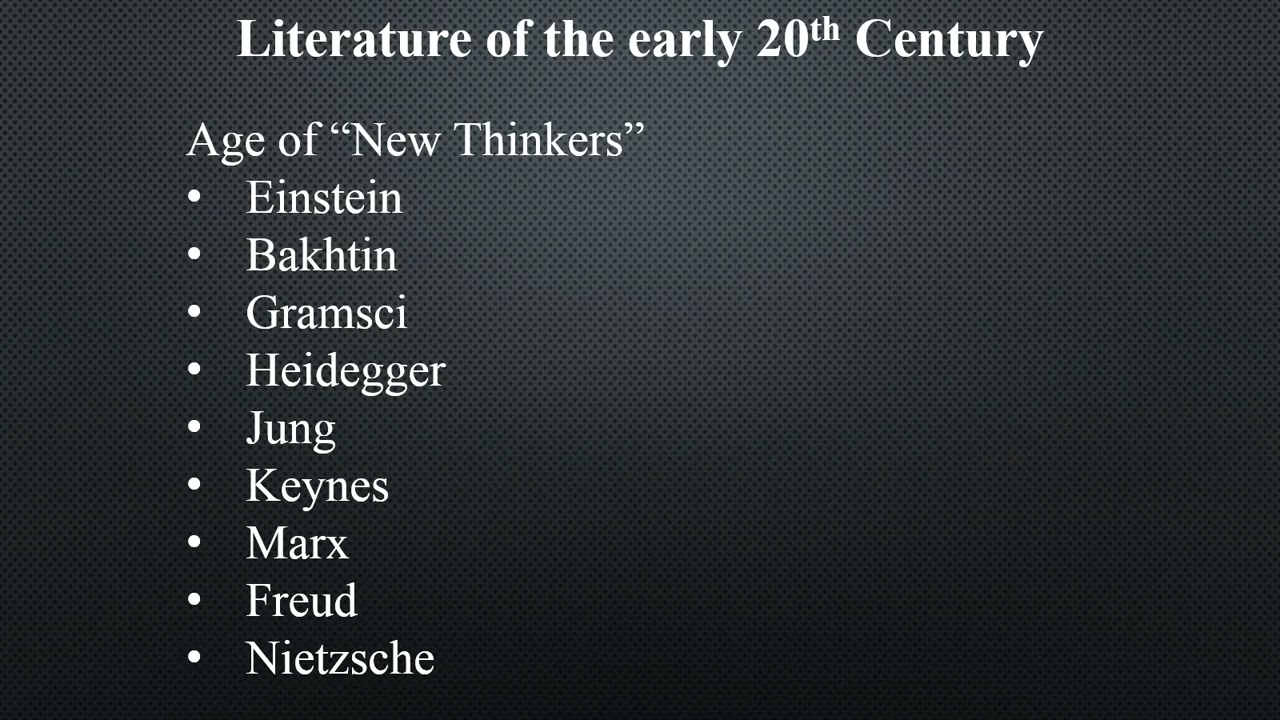 Literature of the early 20th Century
Age of “New Thinkers”
• Einstein
• Bakhtin
• Gramsci
• Heidegger
• Jung
• Keynes
• Marx
• Freud
• Nietzsche